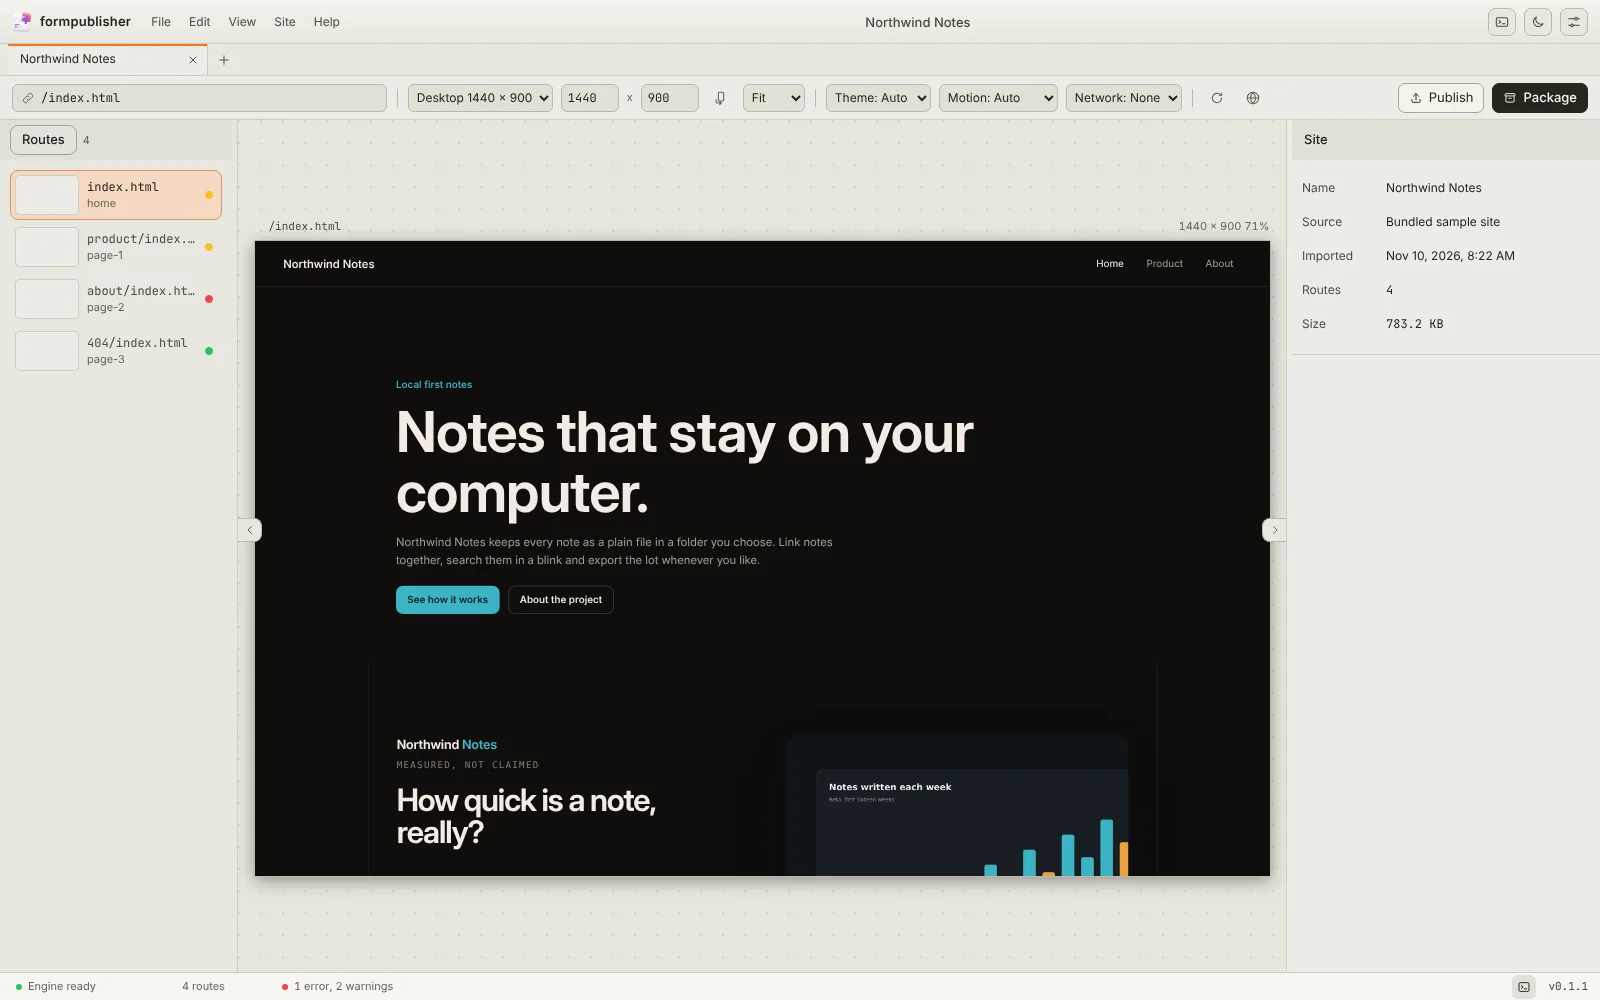 formpublisher File Edit View Site Help
Northwind Notes
Northwind Notes
/index.html
Desktop 1440 × 900
1440 x 900
Fit
Theme: Auto
Motion: Auto
Network: None
Publish
Package
Routes 4
index.html
home
product/index.…
page-1
about/index.ht…
page-2
404/index.html
page-3
/index.html
1440 × 900 71%
Northwind Notes
Home Product About
Local first notes
Notes that stay on your
computer.
Northwind Notes keeps every note as a plain file in a folder you choose. Link notes
together, search them in a blink and export the lot whenever you like.
See how it works
About the project
Northwind Notes
MEASURED, NOT CLAIMED
How quick is a note,
really?
Notes written each week
Beta, first sixteen weeks
Site
Name Northwind Notes
Source Bundled sample site
Imported Nov 10, 2026, 8:22 AM
Routes 4
Size 783.2 KB
Engine ready
4 routes
1 error, 2 warnings
v0.1.1